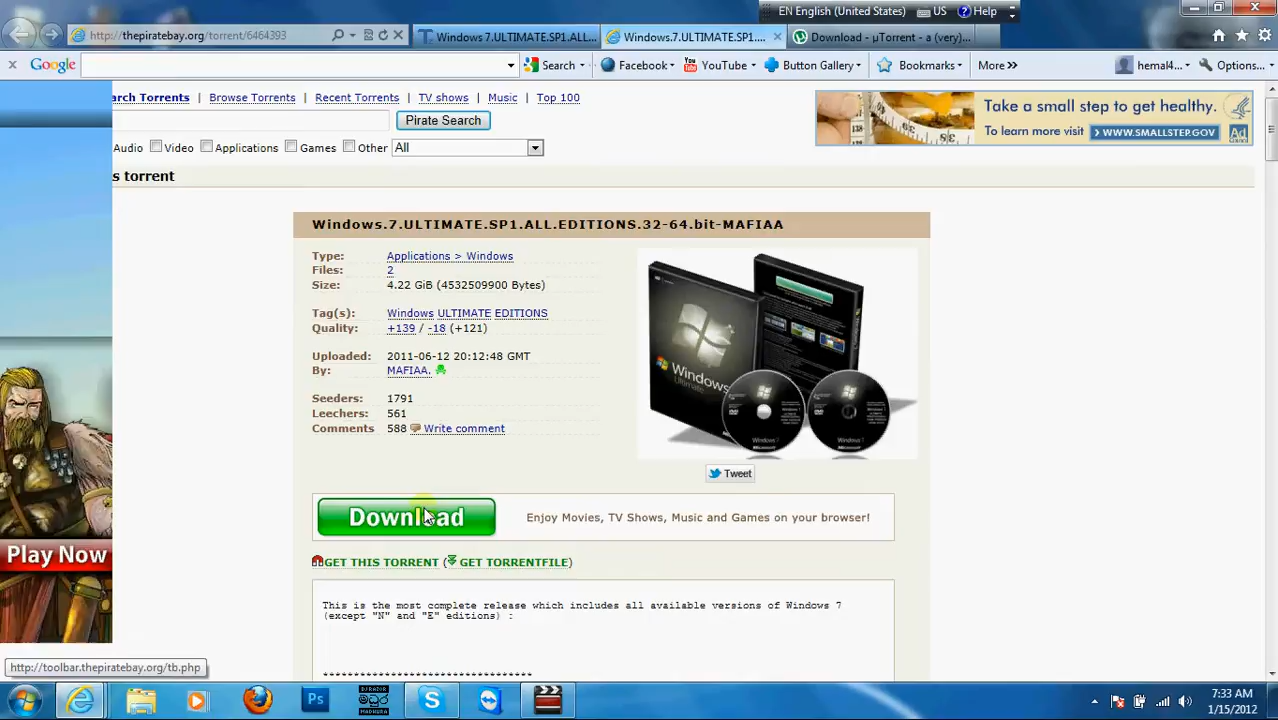 EN English (United States) US Help
http://thepiratebay.org/torrent/6464393
Windows 7.ULTIMATE.SP1.ALL...
Windows.7.ULTIMATE.SP1....
Download - µTorrent - a (very)...
Google Search Facebook YouTube Button Gallery Bookmarks More » hemal4... Options...
arch Torrents | Browse Torrents | Recent Torrents | TV shows | Music | Top 100
Pirate Search
Audio Video Applications Games Other All
Take a small step to get healthy.
To learn more visit > WWW.SMALLSTEP.GOV
Ad
s torrent
Windows.7.ULTIMATE.SP1.ALL.EDITIONS.32-64.bit-MAFIAA
Type: Applications > Windows
Files: 2
Size: 4.22 GiB (4532509900 Bytes)
Tag(s): Windows ULTIMATE EDITIONS
Quality: +139 / -18 (+121)
Uploaded: 2011-06-12 20:12:48 GMT
By: MAFIAA.
Seeders: 1791
Leechers: 561
Comments 588 Write comment
Windows
Ultimate
Tweet
Download
Enjoy Movies, TV Shows, Music and Games on your browser!
GET THIS TORRENT (GET TORRENTFILE)
Play Now
This is the most complete release which includes all available versions of Windows 7
(except "N" and "E" editions) :
http://toolbar.thepiratebay.org/tb.php
Ps
7:33 AM
1/15/2012